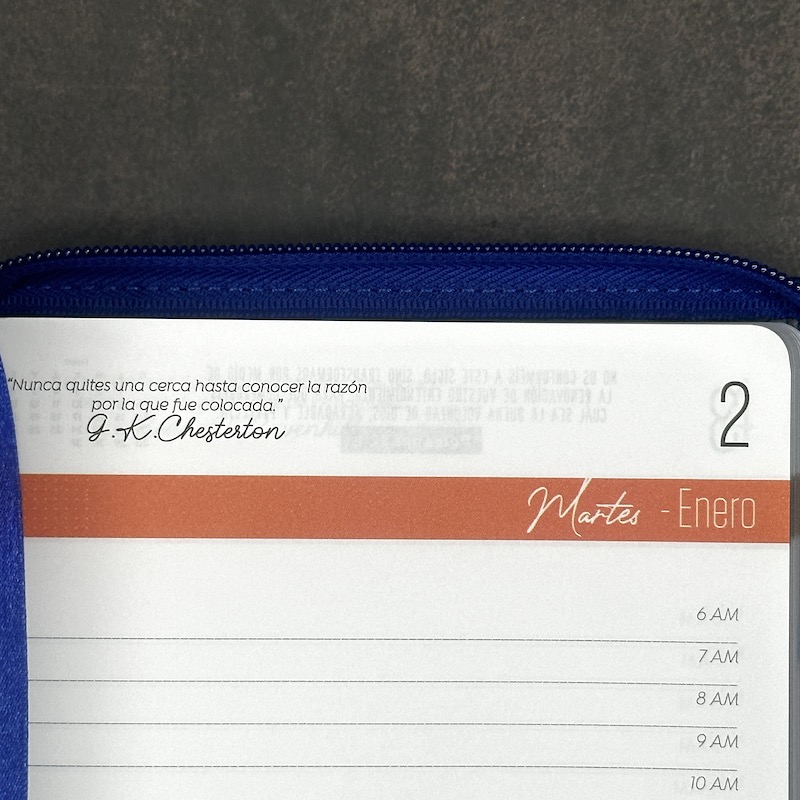 “Nunca quites una cerca hasta conocer la razón
por la que fue colocada.”
G.K.Chesterton
2
Martes - Enero
6 AM
7 AM
8 AM
9 AM
10 AM